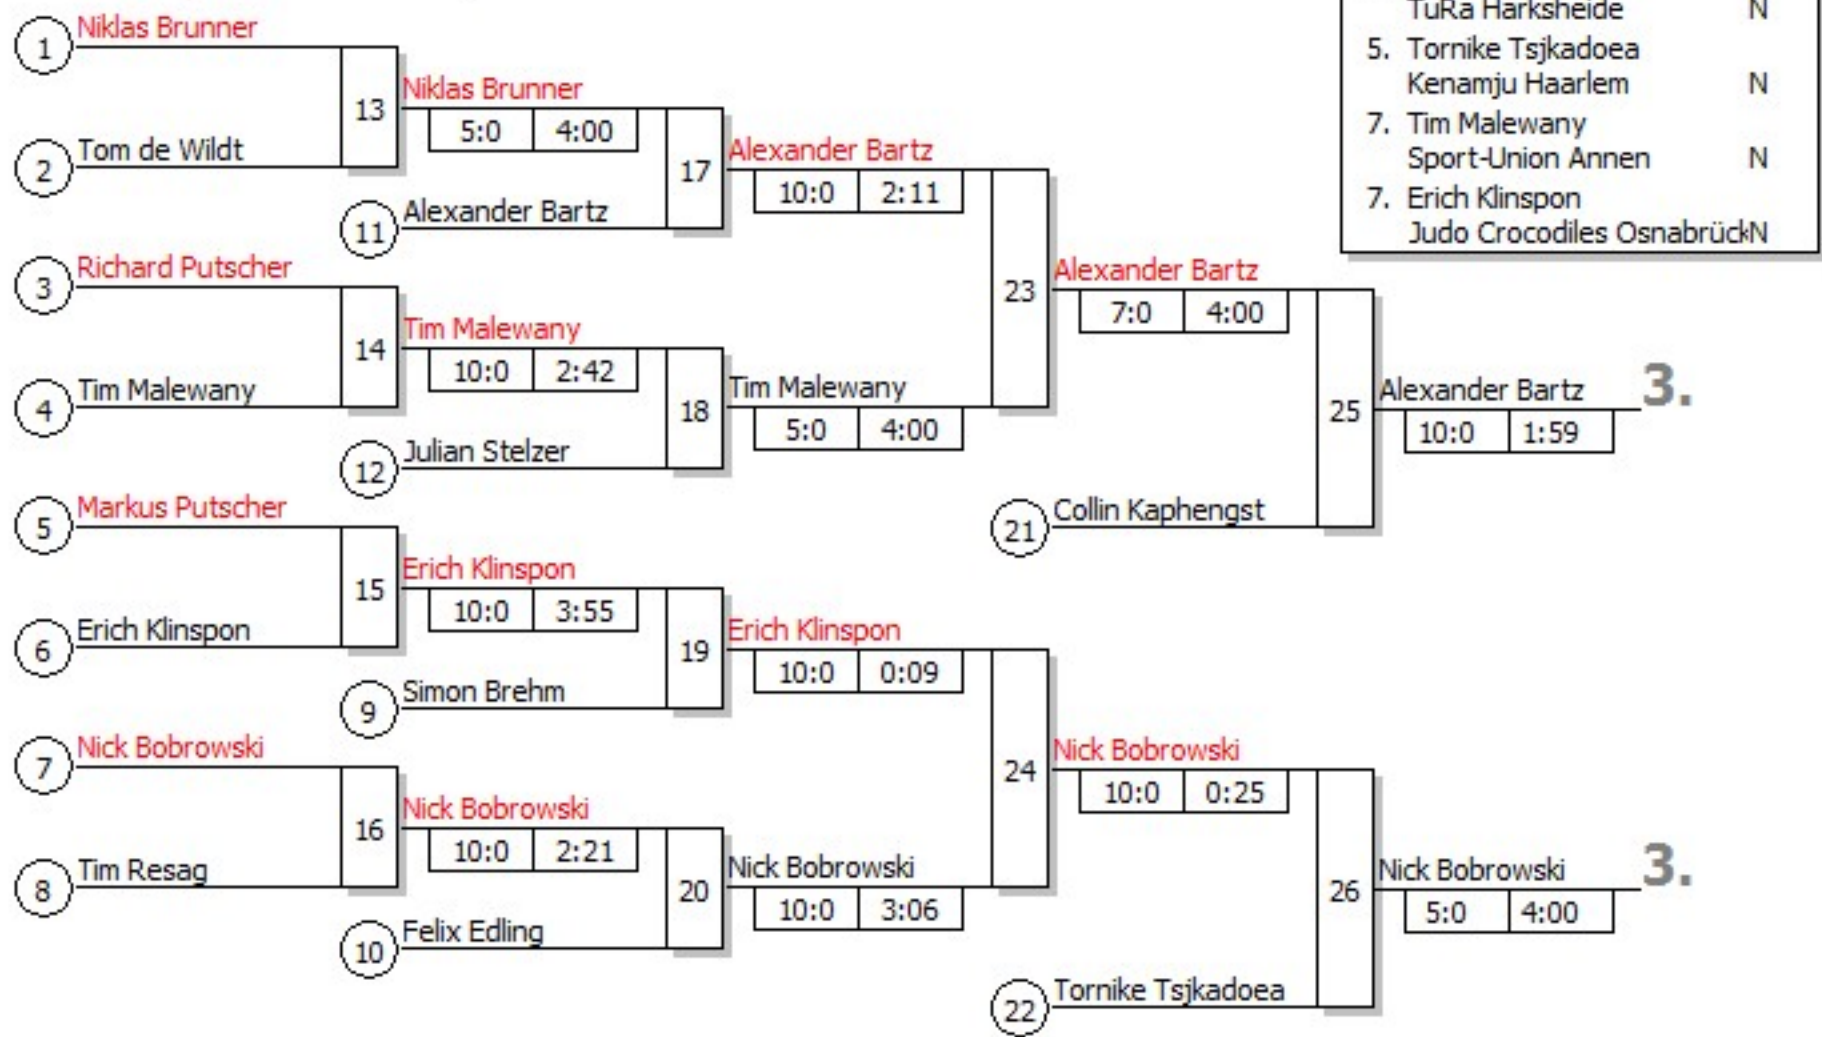 TuRa Harksheide N
5. Tornike Tsjkadoea
Kenamju Haarlem N
7. Tim Malewany
Sport-Union Annen N
7. Erich Klinspon
Judo Crocodiles Osnabrück N
1 Niklas Brunner
13 Niklas Brunner
5:0 4:00
2 Tom de Wildt
17 Alexander Bartz
10:0 2:11
11 Alexander Bartz
3 Richard Putscher
23 Alexander Bartz
7:0 4:00
14 Tim Malewany
10:0 2:42
4 Tim Malewany
18 Tim Malewany
5:0 4:00
25 Alexander Bartz 3.
10:0 1:59
12 Julian Stelzer
5 Markus Putscher
21 Collin Kaphengst
15 Erich Klinspon
10:0 3:55
6 Erich Klinspon
19 Erich Klinspon
10:0 0:09
9 Simon Brehm
7 Nick Bobrowski
24 Nick Bobrowski
10:0 0:25
16 Nick Bobrowski
10:0 2:21
8 Tim Resag
20 Nick Bobrowski
10:0 3:06
26 Nick Bobrowski 3.
5:0 4:00
10 Felix Edling
22 Tornike Tsjkadoea